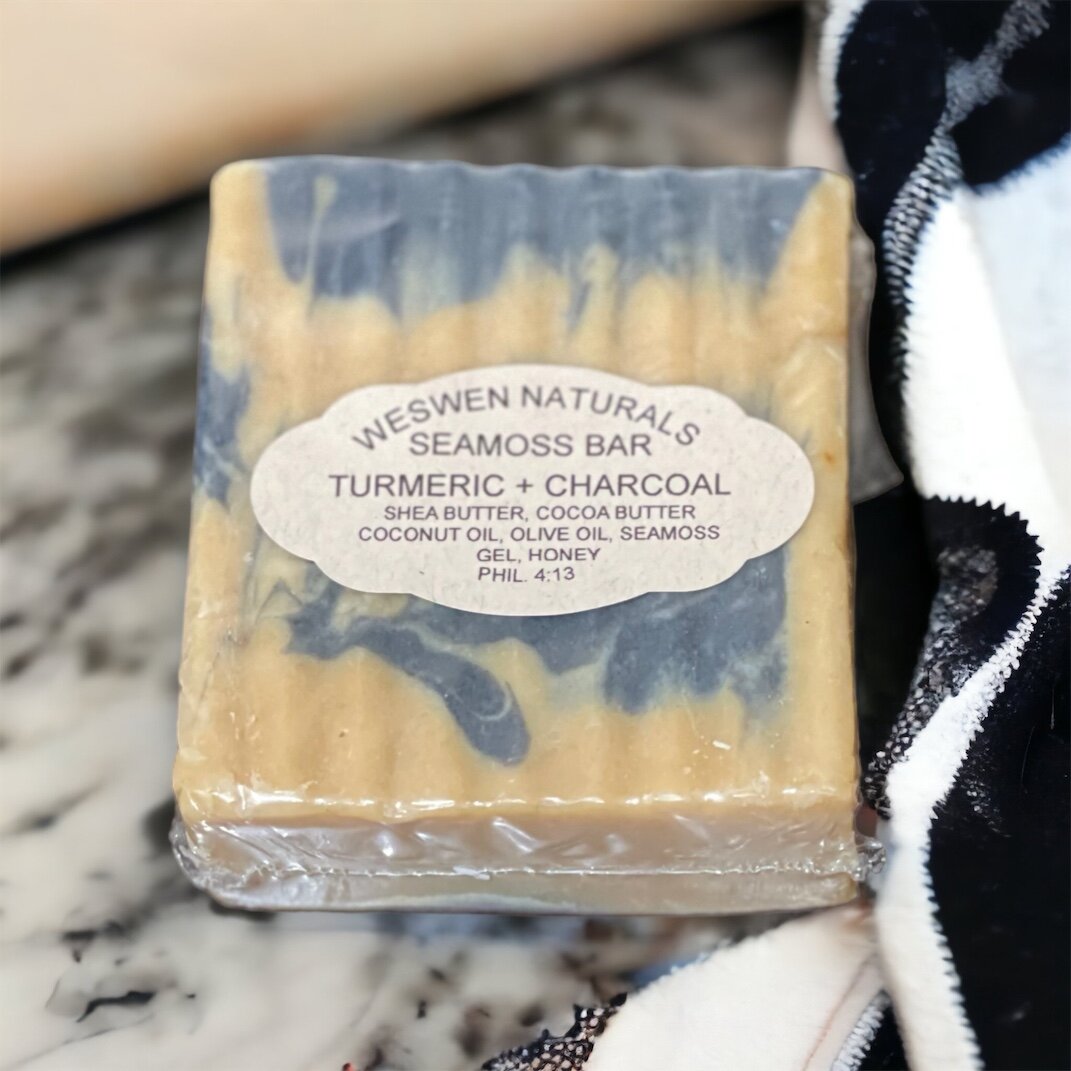 WESWEN NATURALS
SEAMOSS BAR
TURMERIC + CHARCOAL
SHEA BUTTER, COCOA BUTTER
COCONUT OIL, OLIVE OIL, SEAMOSS
GEL, HONEY
PHIL. 4:13